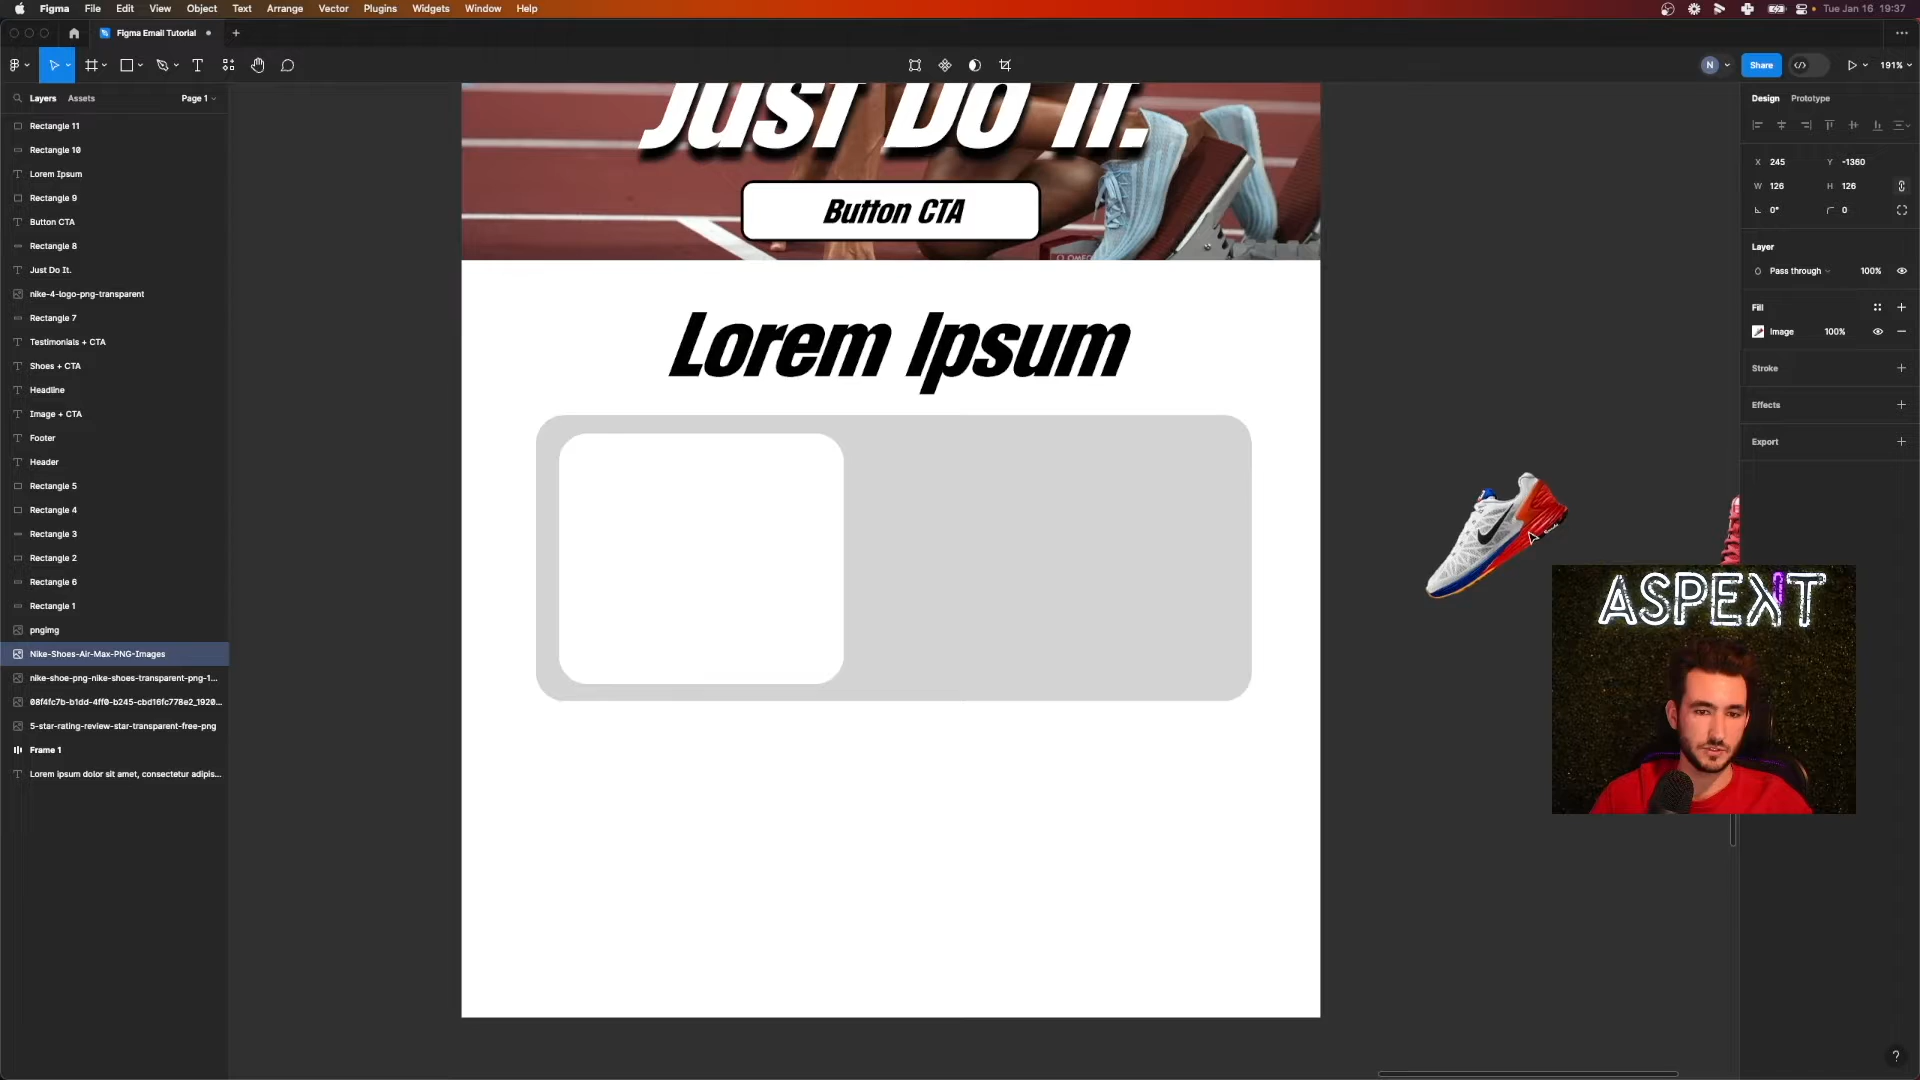 Figma File Edit View Object Text Arrange Vector Plugins Widgets Window Help Tue Jan 16 19:37
Figma Email Tutorial
N Share 191%
Layers Assets Page 1
Rectangle 11
Rectangle 10
Lorem Ipsum
Rectangle 9
Button CTA
Rectangle 8
Just Do It.
nike-4-logo-png-transparent
Rectangle 7
Testimonials + CTA
Shoes + CTA
Headline
Image + CTA
Footer
Header
Rectangle 5
Rectangle 4
Rectangle 3
Rectangle 2
Rectangle 6
Rectangle 1
pngimg
Nike-Shoes-Air-Max-PNG-Images
nike-shoe-png-nike-shoes-transparent-png-1...
08f4fc7b-b1dd-4ff0-b245-cbd16fc778e2_1920...
5-star-rating-review-star-transparent-free-png
Frame 1
Lorem ipsum dolor sit amet, consectetur adipis...
Just Do It.
Button CTA
OMEG
Lorem Ipsum
ASPEXT
Design Prototype
X 245 Y -1360
W 126 H 126
0° 0
Layer
Pass through 100%
Fill
Image 100%
Stroke
Effects
Export
?